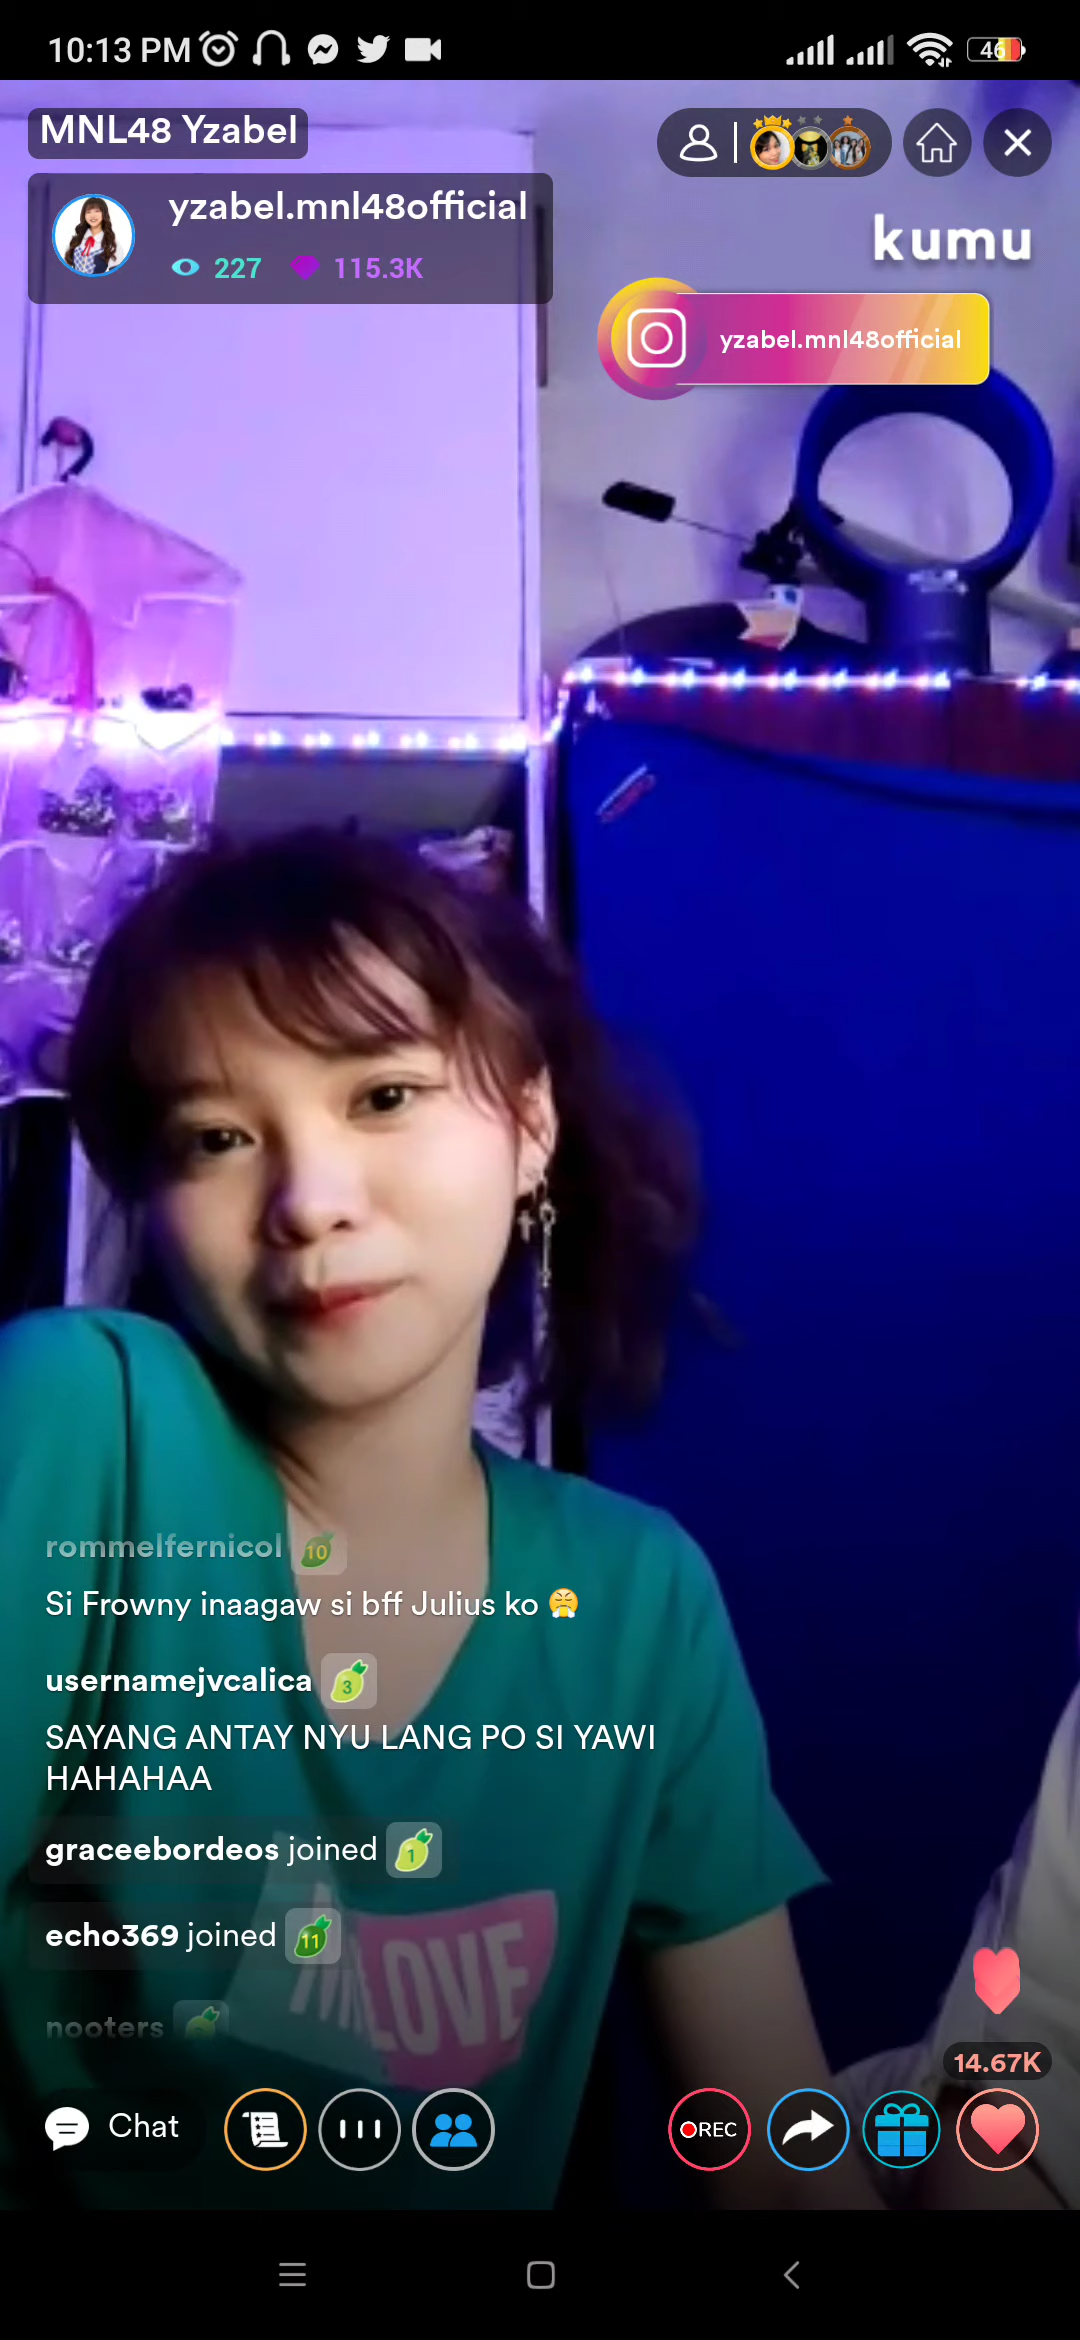 10:13 PM
46
MNL48 Yzabel
yzabel.mnl48official
227 115.3K
kumu
yzabel.mnl48official
rommelfernicol 10
Si Frowny inaagaw si bff Julius ko 😤
usernamejvcalica 3
SAYANG ANTAY NYU LANG PO SI YAWI
HAHAHAA
graceebordeos joined 1
echo369 joined 11
LOVE
nooters
14.67K
Chat
REC